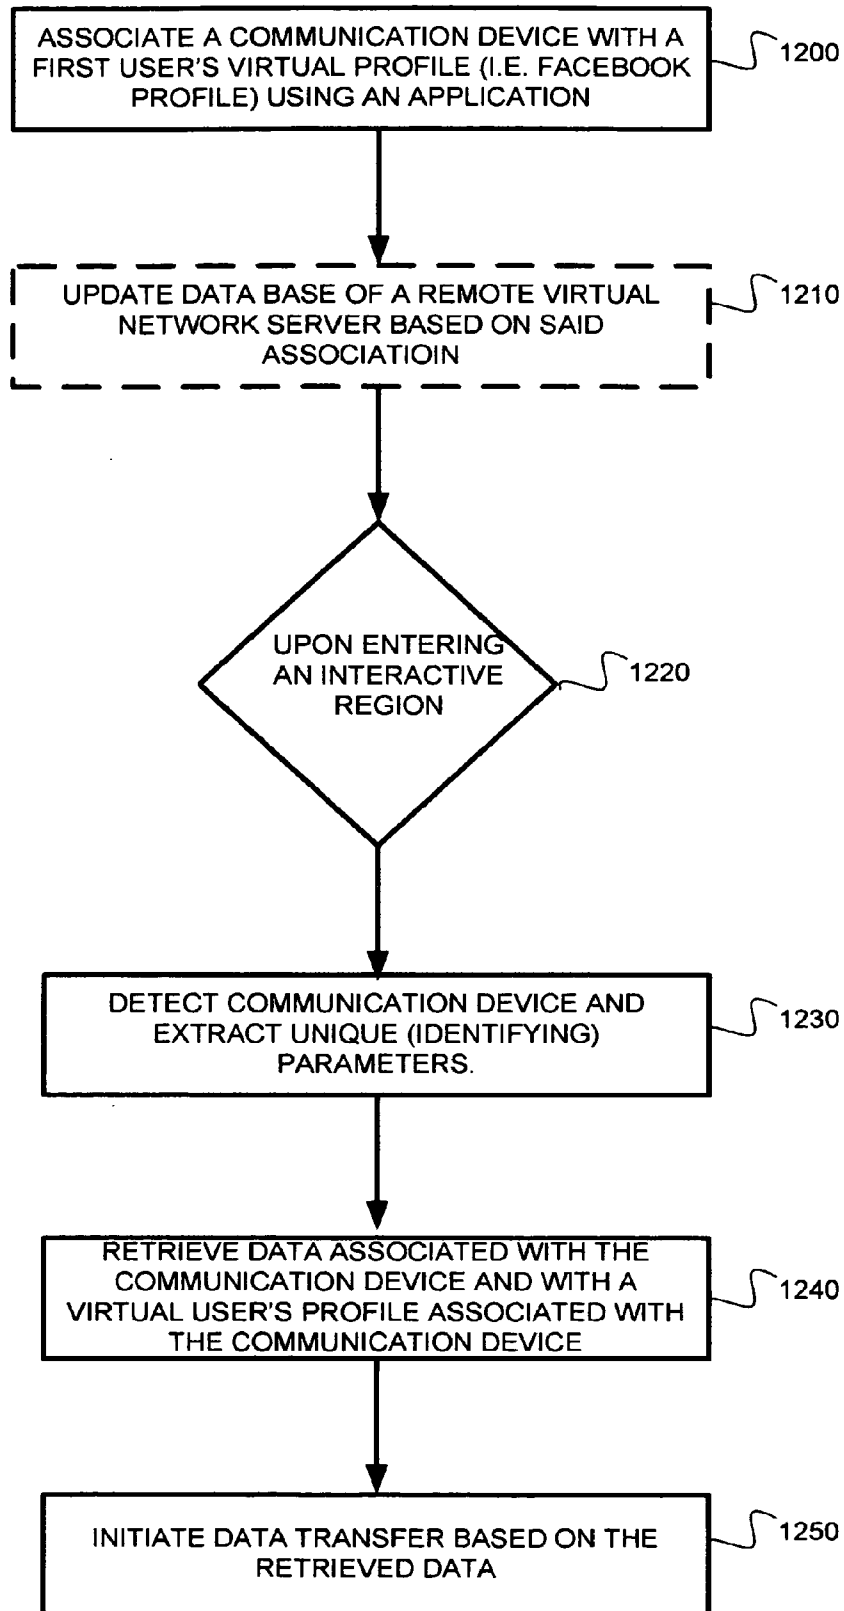 ASSOCIATE A COMMUNICATION DEVICE WITH A
FIRST USER'S VIRTUAL PROFILE (I.E. FACEBOOK
PROFILE) USING AN APPLICATION
1200
UPDATE DATA BASE OF A REMOTE VIRTUAL
NETWORK SERVER BASED ON SAID
ASSOCIATIOIN
1210
UPON ENTERING
AN INTERACTIVE
REGION
1220
DETECT COMMUNICATION DEVICE AND
EXTRACT UNIQUE (IDENTIFYING)
PARAMETERS.
1230
RETRIEVE DATA ASSOCIATED WITH THE
COMMUNICATION DEVICE AND WITH A
VIRTUAL USER'S PROFILE ASSOCIATED WITH
THE COMMUNICATION DEVICE
1240
INITIATE DATA TRANSFER BASED ON THE
RETRIEVED DATA
1250